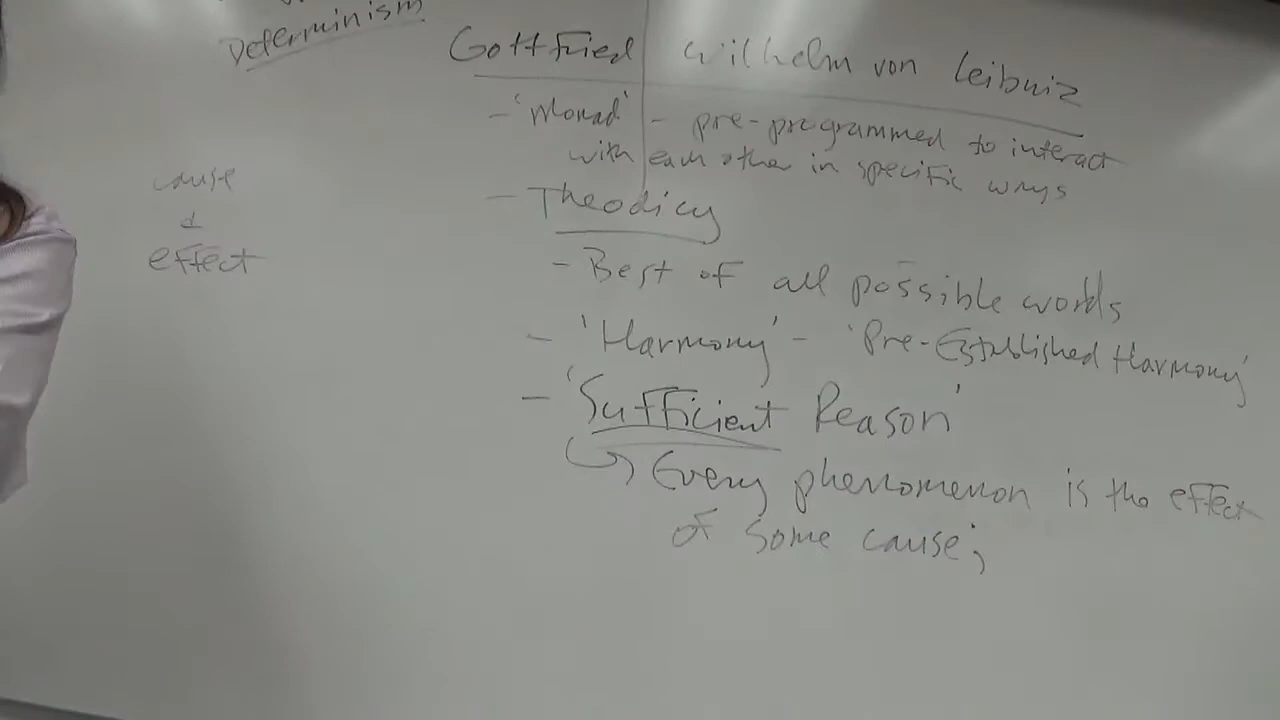 Determinism
Gottfried Wilhelm von Leibniz
- 'Monad' - pre-programmed to interact
with each other in specific ways
- Theodicy
- Best of all possible words
- 'Harmony' - 'Pre-Established Harmony'
- 'Sufficient Reason'
Every phenomenon is the effect
of some cause;
cause
&
effect